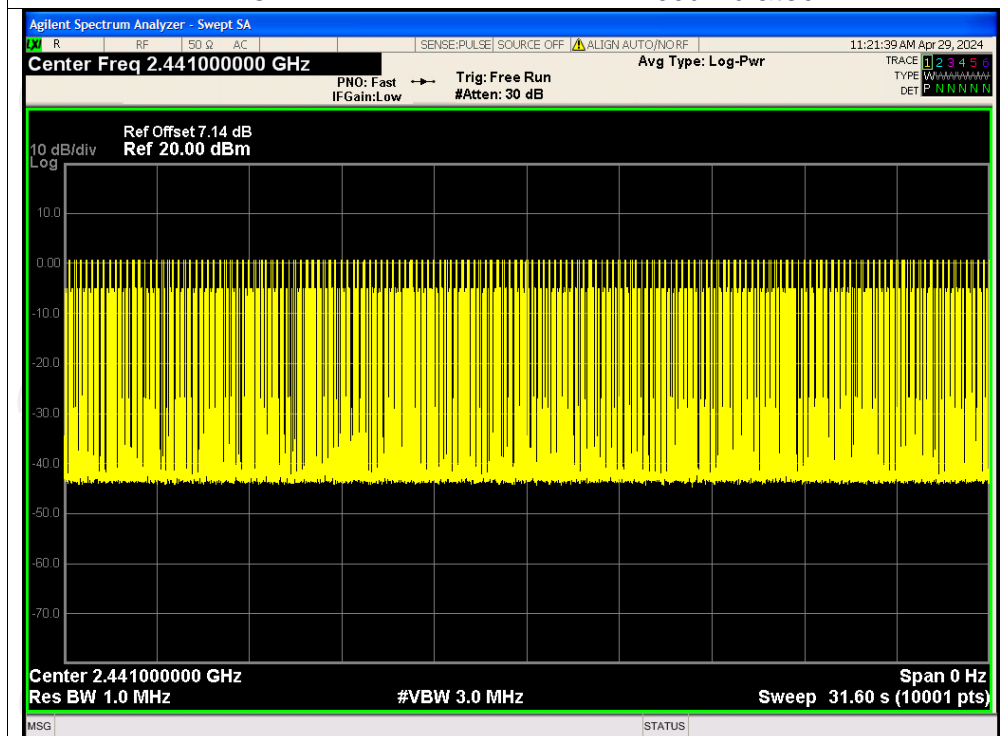 Agilent Spectrum Analyzer - Swept SA
LXI R RF 50 Ω AC SENSE:PULSE SOURCE OFF ALIGN AUTO/NO RF 11:21:39 AM Apr 29, 2024
Center Freq 2.441000000 GHz Avg Type: Log-Pwr TRACE 1 2 3 4 5 6
PNO: Fast Trig: Free Run TYPE W
IFGain:Low #Atten: 30 dB DET P N N N N N
Ref Offset 7.14 dB
10 dB/div Ref 20.00 dBm
Log
10.0
0.00
-10.0
-20.0
-30.0
-40.0
-50.0
-60.0
-70.0
Center 2.441000000 GHz Span 0 Hz
Res BW 1.0 MHz #VBW 3.0 MHz Sweep 31.60 s (10001 pts)
MSG STATUS